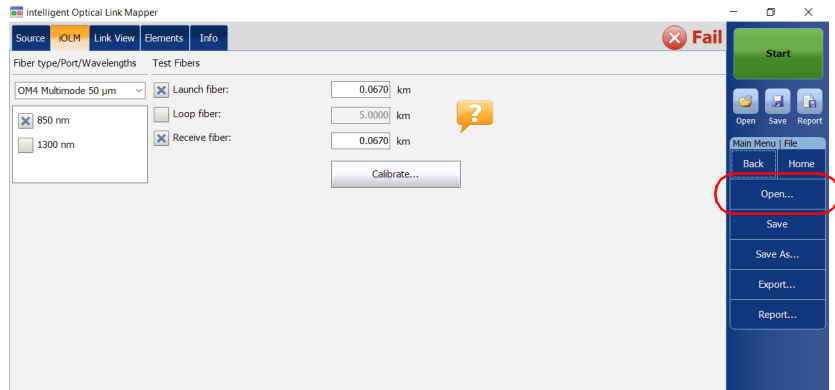 intelligent Optical Link Mapper
Source iOLM Link View Elements Info
Fail
Fiber type/Port/Wavelengths Test Fibers
OM4 Multimode 50 µm
850 nm
1300 nm
Launch fiber: 0.0670 km
Loop fiber: 5.0000 km
Receive fiber: 0.0670 km
?
Calibrate...
Start
Open Save Report
Main Menu | File
Back Home
Open...
Save
Save As...
Export...
Report...